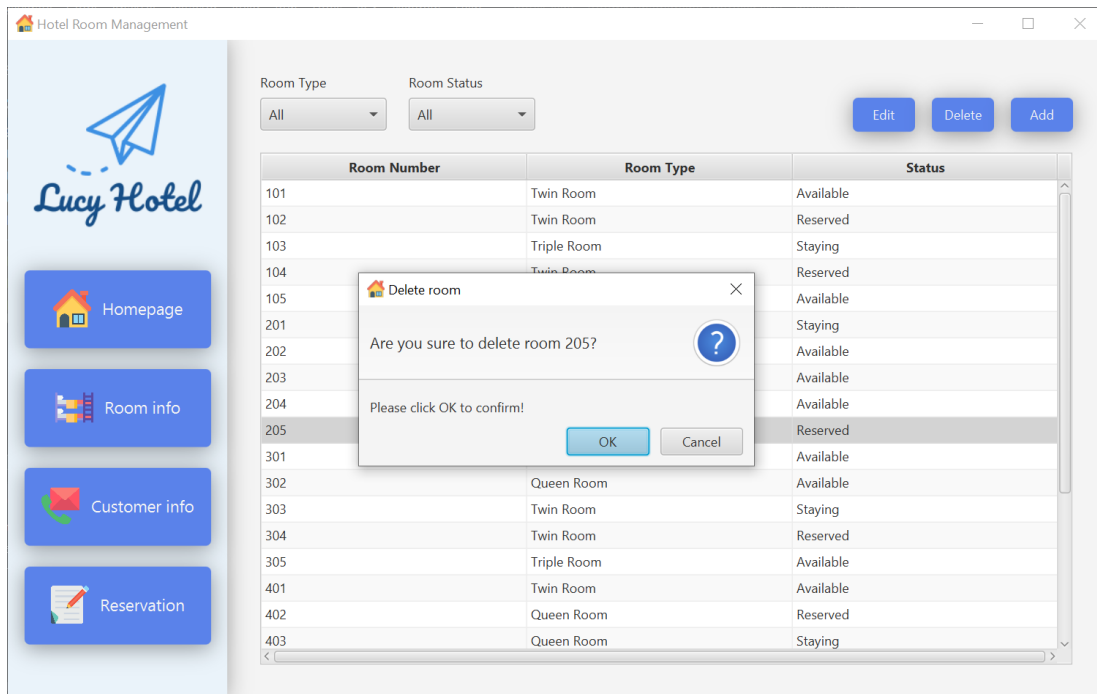 Hotel Room Management
Lucy Hotel
Homepage
Room info
Customer info
Reservation
Room Type Room Status
All All Edit Delete Add
Room Number Room Type Status
101 Twin Room Available
102 Twin Room Reserved
103 Triple Room Staying
104 Twin Room Reserved
105 Available
201 Staying
202 Available
203 Available
204 Available
205 Reserved
301 Available
302 Queen Room Available
303 Twin Room Staying
304 Twin Room Reserved
305 Triple Room Available
401 Twin Room Available
402 Queen Room Reserved
403 Queen Room Staying
Delete room
Are you sure to delete room 205?
Please click OK to confirm!
OK Cancel